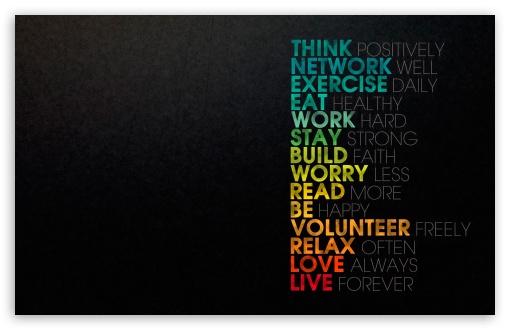 THINK POSITIVELY
NETWORK WELL
EXERCISE DAILY
EAT HEALTHY
WORK HARD
STAY STRONG
BUILD FAITH
WORRY LESS
READ MORE
BE HAPPY
VOLUNTEER FREELY
RELAX OFTEN
LOVE ALWAYS
LIVE FOREVER